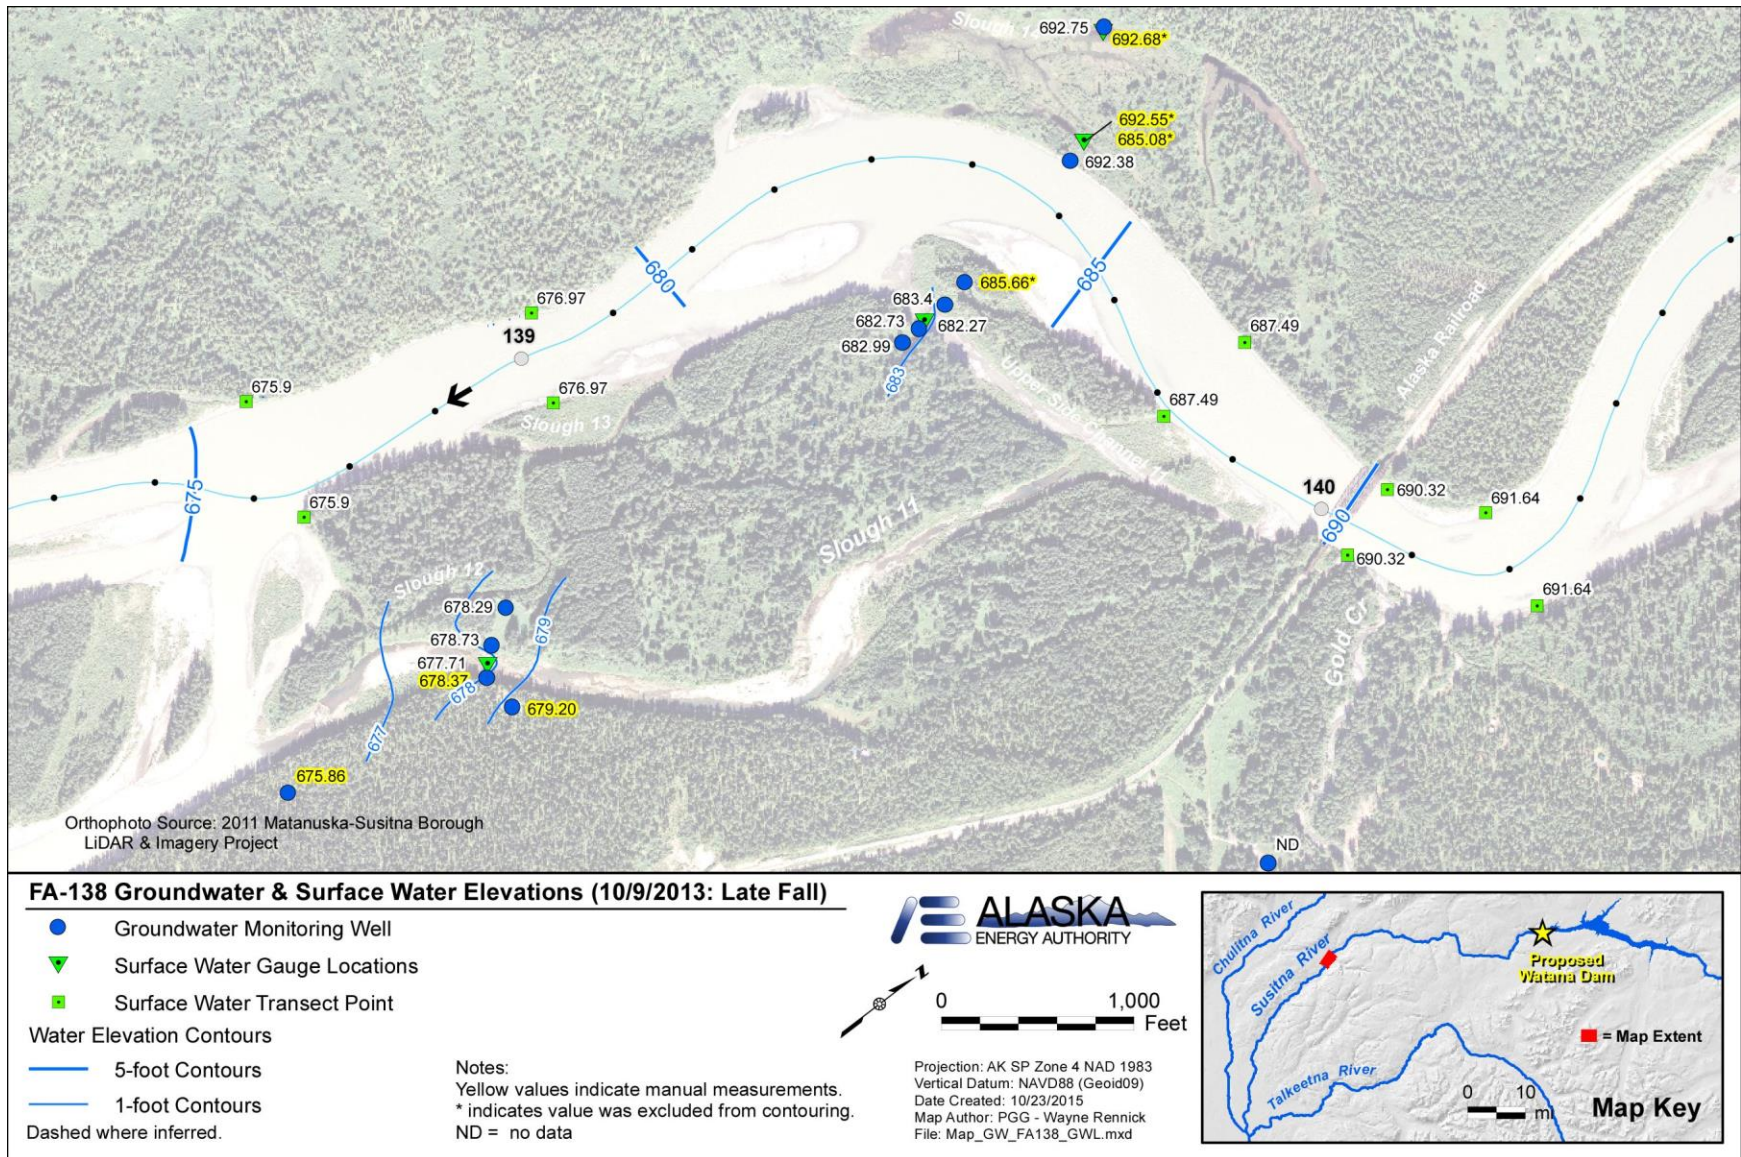 Slough 14
692.75
692.68*
692.55*
685.08*
692.38
680
685
685.66*
683.4
682.73
682.27
682.99
683
676.97
139
687.49
Alaska Railroad
675.9
676.97
Slough 13
687.49
Upper Side Channel 11
675
675.9
Slough 11
140
690
690.32
691.64
690.32
691.64
Gold Cr
Slough 12
678.29
679
678.73
677.71
678.37
678
679.20
677
675.86
Orthophoto Source: 2011 Matanuska-Susitna Borough
LiDAR & Imagery Project
ND
FA-138 Groundwater & Surface Water Elevations (10/9/2013: Late Fall)
Groundwater Monitoring Well
Surface Water Gauge Locations
Surface Water Transect Point
Water Elevation Contours
5-foot Contours
1-foot Contours
Dashed where inferred.
Notes:
Yellow values indicate manual measurements.
* indicates value was excluded from contouring.
ND = no data
ALASKA
ENERGY AUTHORITY
N
0 1,000
Feet
Projection: AK SP Zone 4 NAD 1983
Vertical Datum: NAVD88 (Geoid09)
Date Created: 10/23/2015
Map Author: PGG - Wayne Rennick
File: Map_GW_FA138_GWL.mxd
Chulitna River
Susitna River
Proposed
Watana Dam
= Map Extent
Talkeetna River
0 10
mi
Map Key